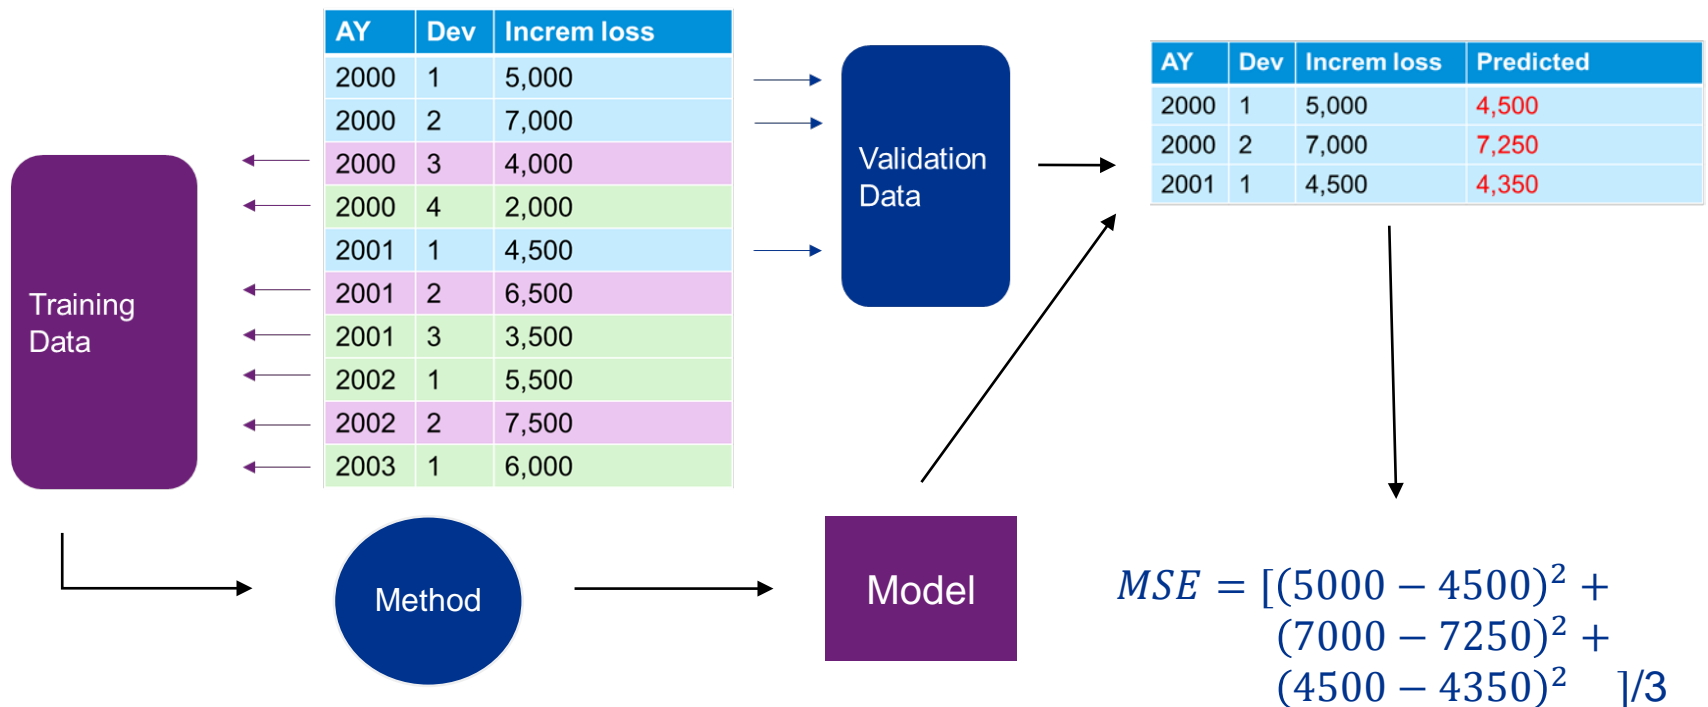 AY Dev Increm loss
2000 1 5,000
2000 2 7,000
2000 3 4,000
2000 4 2,000
2001 1 4,500
2001 2 6,500
2001 3 3,500
2002 1 5,500
2002 2 7,500
2003 1 6,000
Training
Data
Validation
Data
AY Dev Increm loss Predicted
2000 1 5,000 4,500
2000 2 7,000 7,250
2001 1 4,500 4,350
Method
Model
MSE = [(5000 − 4500)² +
(7000 − 7250)² +
(4500 − 4350)² ]/3